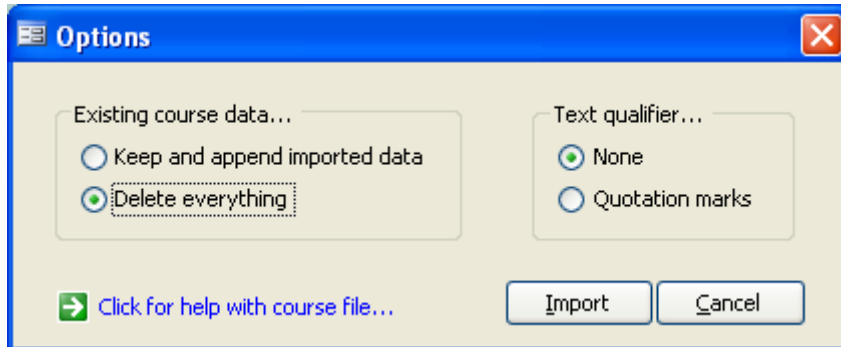 Options
Existing course data...
Keep and append imported data
Delete everything
Text qualifier...
None
Quotation marks
Click for help with course file...
Import
Cancel